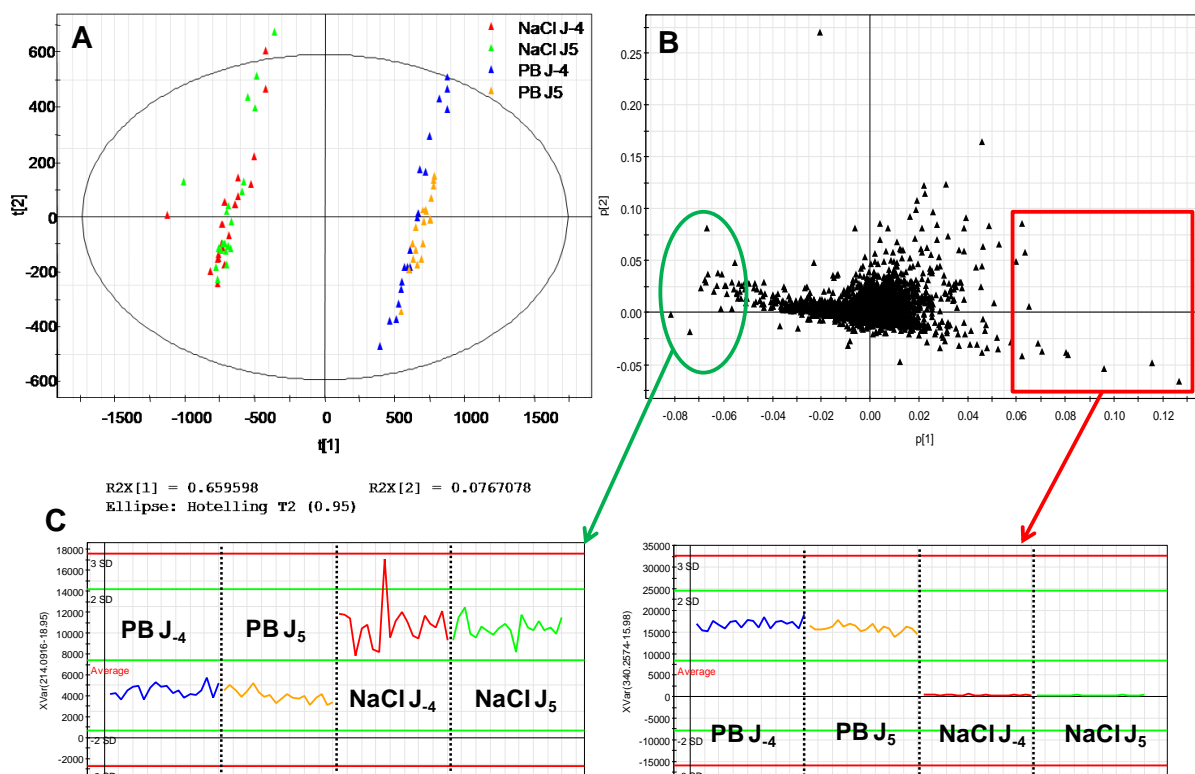 A
NaCl J-4
NaCl J5
PB J-4
PB J5
600
400
200
0
-200
-400
-600
t[2]
-1500 -1000 -500 0 500 1000 1500
t[1]
R2X[1] = 0.659598 R2X[2] = 0.0767078
Ellipse: Hotelling T2 (0.95)
B
0.25
0.20
0.15
0.10
0.05
0.00
-0.05
p[2]
-0.08 -0.06 -0.04 -0.02 0.00 0.02 0.04 0.06 0.08 0.10 0.12
p[1]
C
18000
16000
14000
12000
10000
8000
6000
4000
2000
0
-2000
XVar(214.0916-18.95)
3 SD
2 SD
Average
-2 SD
PB J-4
PB J5
NaCl J-4
NaCl J5
35000
30000
25000
20000
15000
10000
5000
0
-5000
-10000
-15000
XVar(340.2574-15.98)
3 SD
2 SD
Average
-2 SD
PB J-4
PB J5
NaCl J-4
NaCl J5